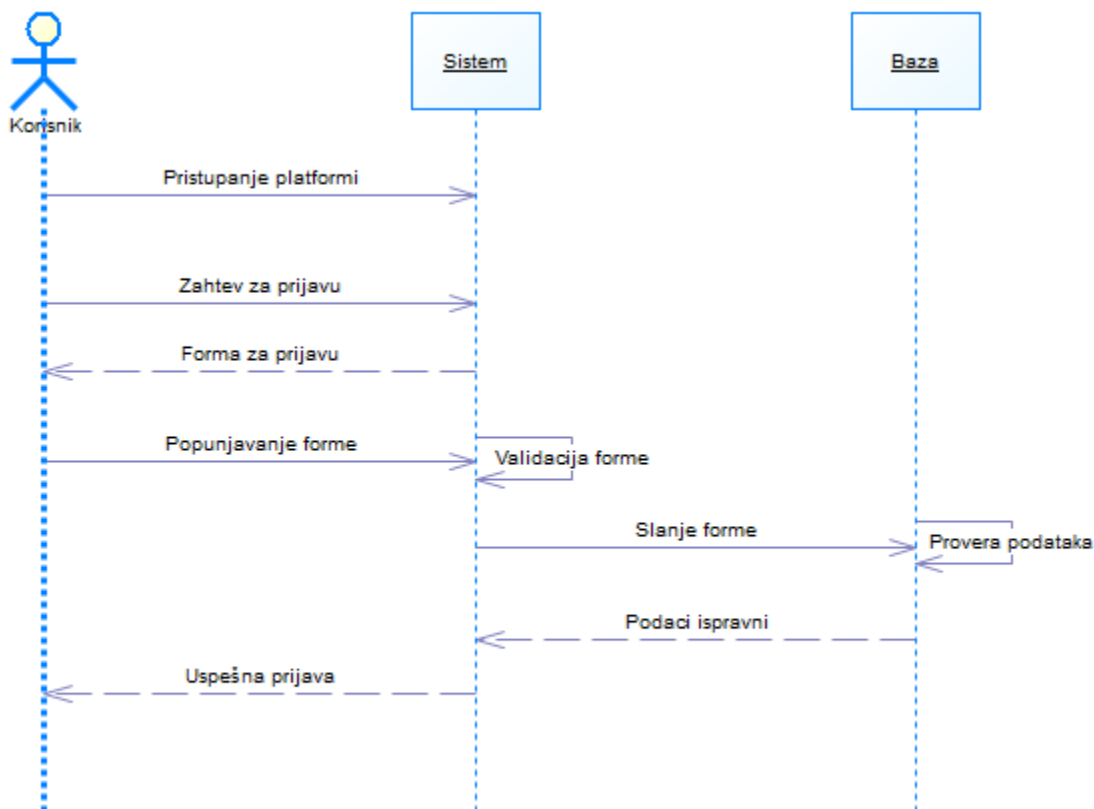 Sistem
Baza
Korisnik
Pristupanje platformi
Zahtev za prijavu
Forma za prijavu
Popunjavanje forme
Validacija forme
Slanje forme
Provera podataka
Podaci ispravni
Uspešna prijava